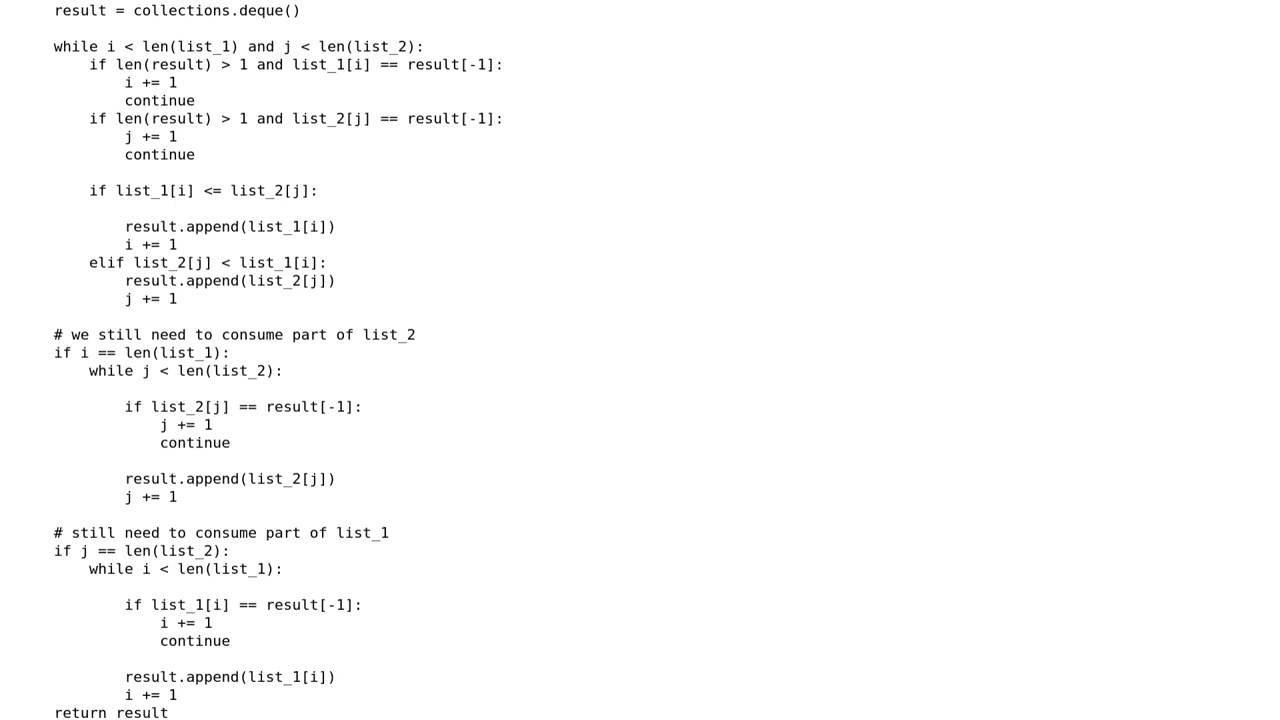 result = collections.deque()
while i < len(list_1) and j < len(list_2):
if len(result) > 1 and list_1[i] == result[-1]:
i += 1
continue
if len(result) > 1 and list_2[j] == result[-1]:
j += 1
continue
if list_1[i] <= list_2[j]:
result.append(list_1[i])
i += 1
elif list_2[j] < list_1[i]:
result.append(list_2[j])
j += 1
# we still need to consume part of list_2
if i == len(list_1):
while j < len(list_2):
if list_2[j] == result[-1]:
j += 1
continue
result.append(list_2[j])
j += 1
# still need to consume part of list_1
if j == len(list_2):
while i < len(list_1):
if list_1[i] == result[-1]:
i += 1
continue
result.append(list_1[i])
i += 1
return result